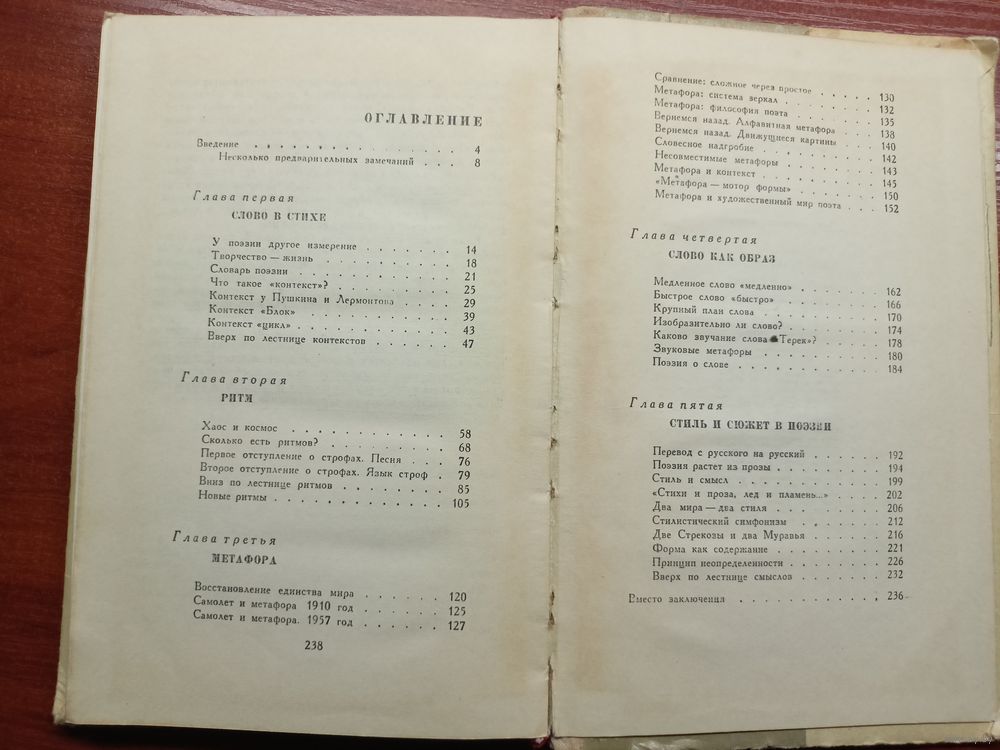 ОГЛАВЛЕНИЕ
Введение . . . . . . . . . . . . . . . 4
Несколько предварительных замечаний . . . 8
Глава первая
СЛОВО В СТИХЕ
У поэзии другое измерение . . . . . . . 14
Творчество — жизнь . . . . . . . . . 18
Словарь поэзии . . . . . . . . . . . 21
Что такое «контекст»? . . . . . . . . . 25
Контекст у Пушкина и Лермонтова . . . . . 29
Контекст «Блок» . . . . . . . . . . . 39
Контекст «цикл» . . . . . . . . . . . 43
Вверх по лестнице контекстов . . . . . . 47
Глава вторая
РИТМ
Хаос и космос . . . . . . . . . . . . 58
Сколько есть ритмов? . . . . . . . . . 68
Первое отступление о строфах. Песня . . . 76
Второе отступление о строфах. Язык строф . 79
Вниз по лестнице ритмов . . . . . . . . 85
Новые ритмы . . . . . . . . . . . . 105
Глава третья
МЕТАФОРА
Восстановление единства мира . . . . . . 120
Самолет и метафора 1910 год . . . . . . 125
Самолет и метафора. 1957 год . . . . . . 127
238
Сравнение: сложное через простое . . . . . 130
Метафора: система зеркал . . . . . . . 132
Метафора: философия поэта . . . . . . 135
Вернемся назад. Алфавитная метафора . . . 138
Вернемся назад. Движущиеся картины . . . 140
Словесное надгробие . . . . . . . . . 142
Несовместимые метафоры . . . . . . . 143
Метафора и контекст . . . . . . . . . 145
«Метафора — мотор формы» . . . . . . . 150
Метафора и художественный мир поэта . . . 152
Глава четвертая
СЛОВО КАК ОБРАЗ
Медленное слово «медленно» . . . . . . 162
Быстрое слово «быстро» . . . . . . . . 166
Крупный план слова . . . . . . . . . 170
Изобразительно ли слово? . . . . . . . . 174
Каково звучание слова «Терек»? . . . . . . 178
Звуковые метафоры . . . . . . . . . . 180
Поэзия о слове . . . . . . . . . . . 184
Глава пятая
СТИЛЬ И СЮЖЕТ В ПОЭЗИИ
Перевод с русского на русский . . . . . . 192
Поэзия растет из прозы . . . . . . . . 194
Стиль и смысл . . . . . . . . . . . 199
«Стихи и проза, лед и пламень...» . . . . . 202
Два мира — два стиля . . . . . . . . . 206
Стилистический симфонизм . . . . . . . 212
Две Стрекозы и два Муравья . . . . . . . 216
Форма как содержание . . . . . . . . . 221
Принцип неопределенности . . . . . . . 226
Вверх по лестнице смыслов . . . . . . . 232
Вместо заключения . . . . . . . . . . . 236